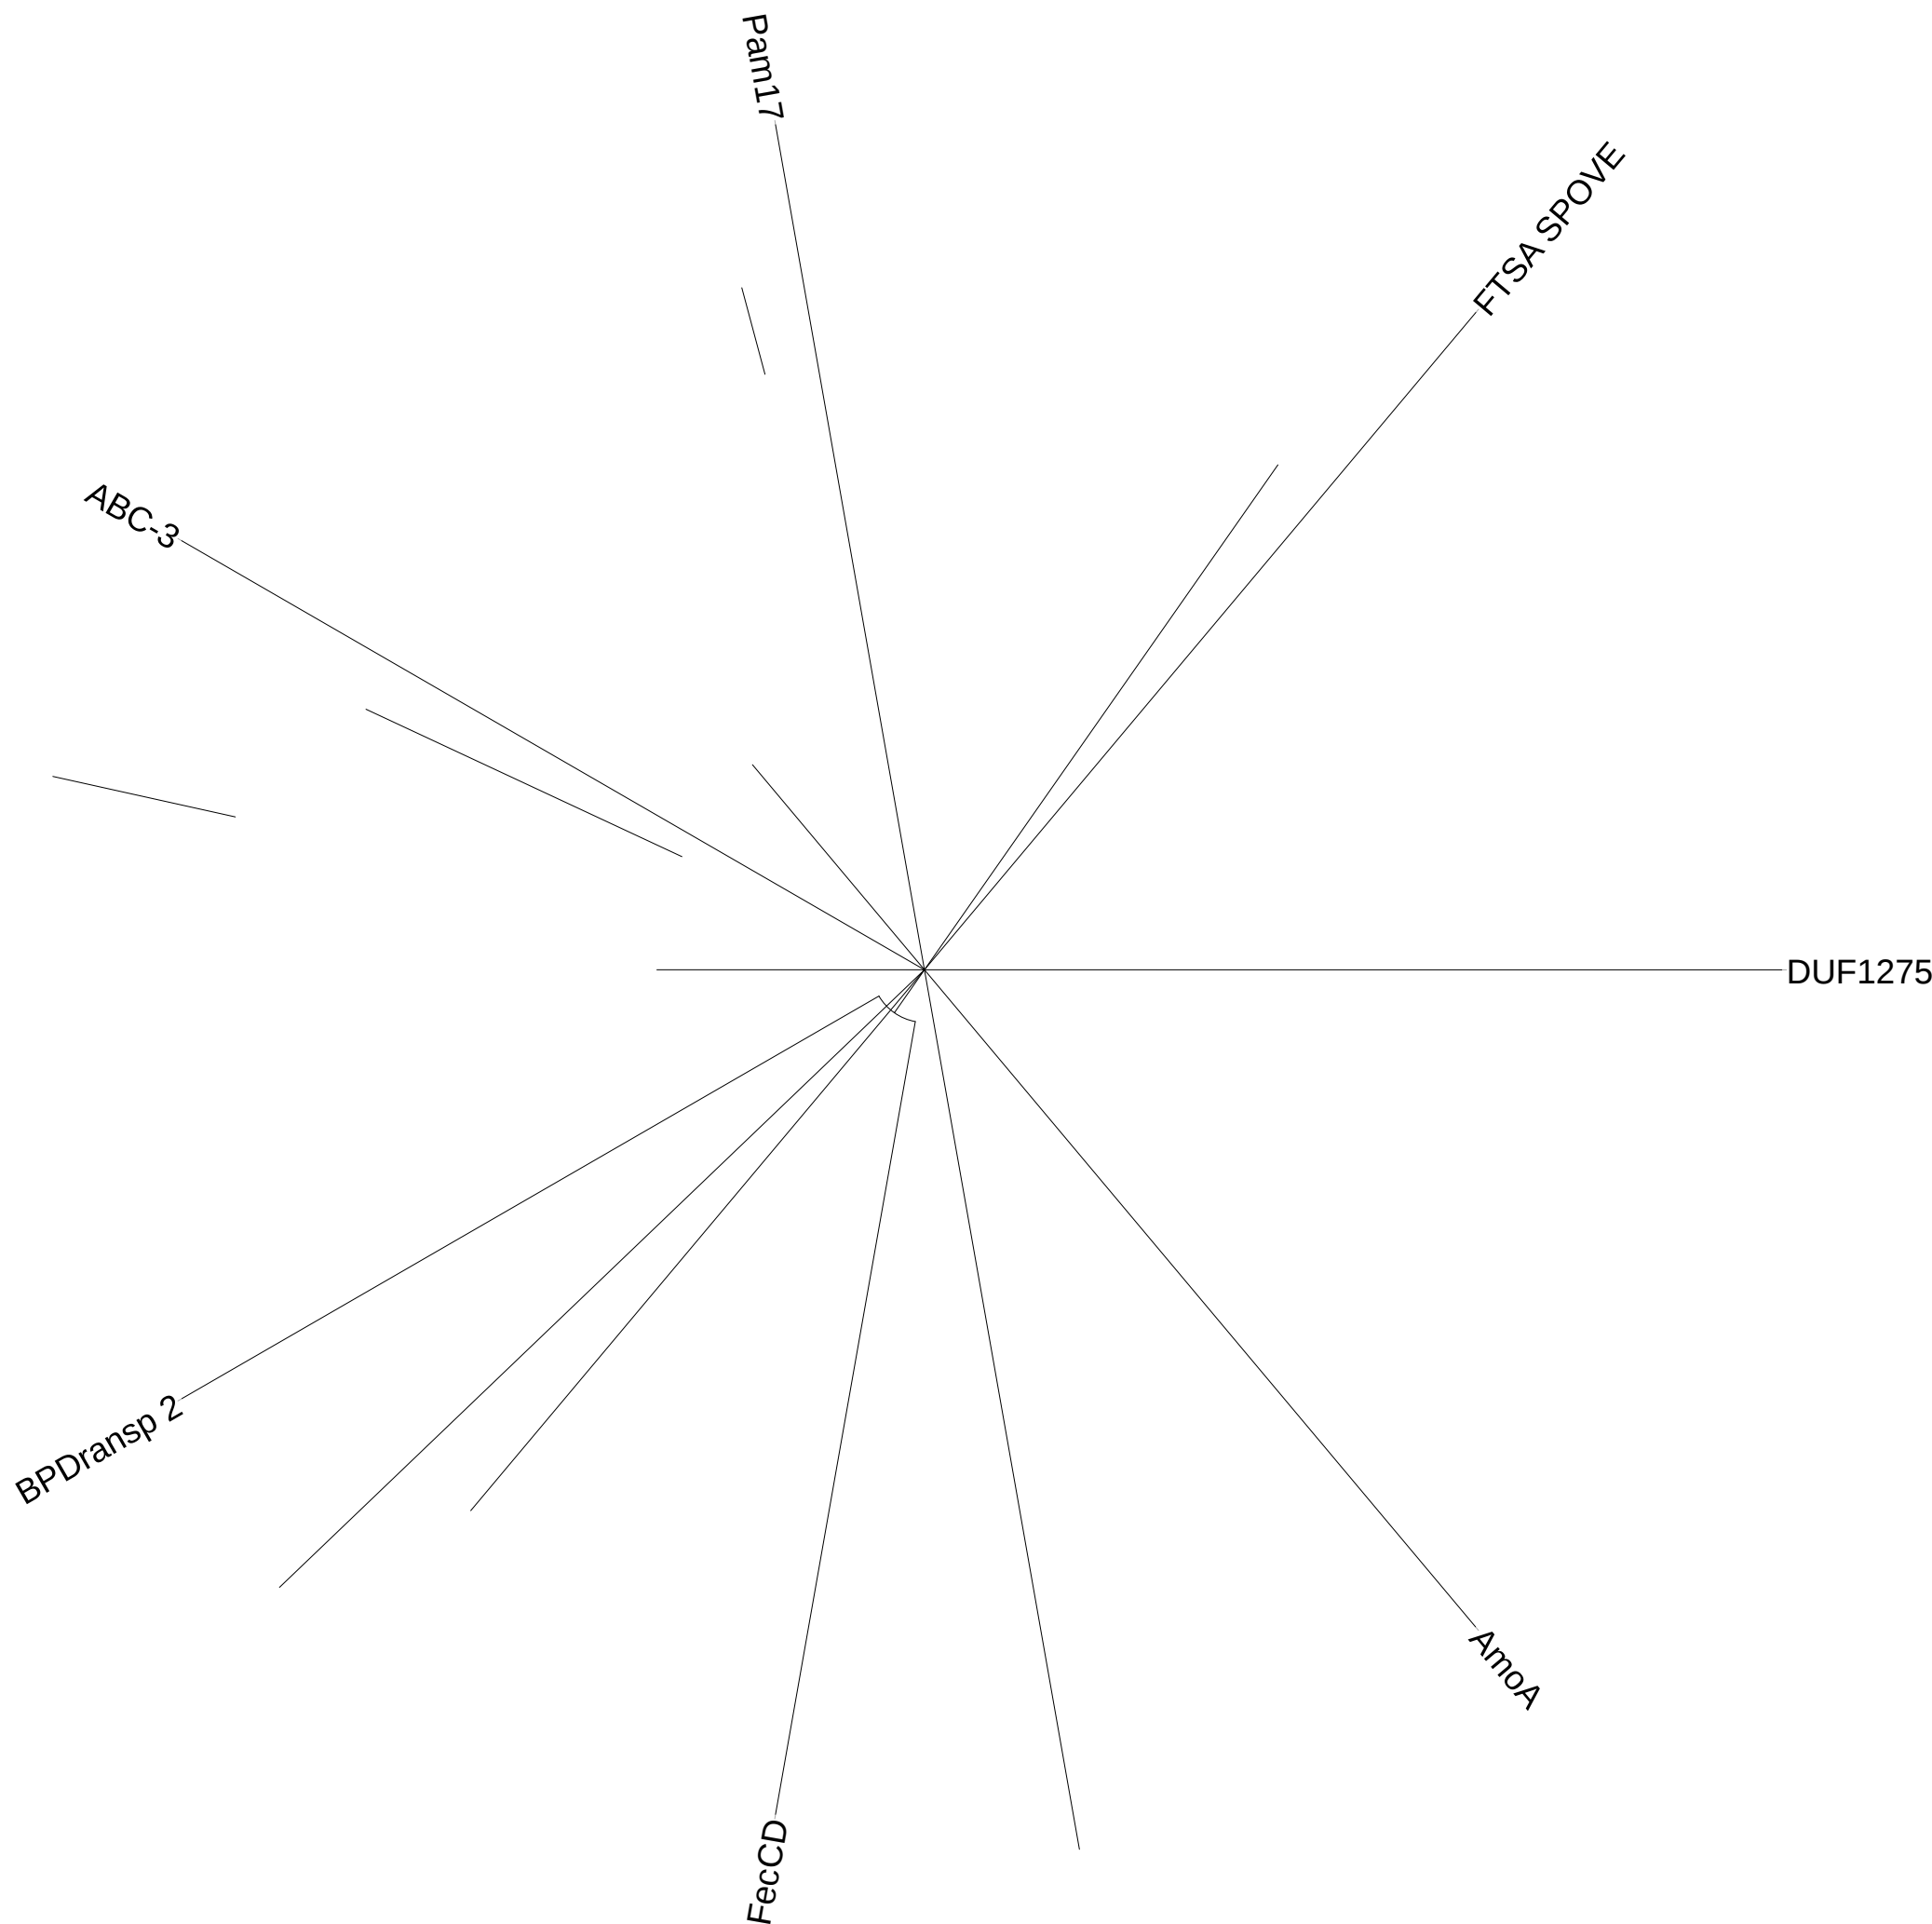 Pam17
FTSA SPOVE
ABC-3
DUF1275
BPDransp 2
AmoA
FecCD